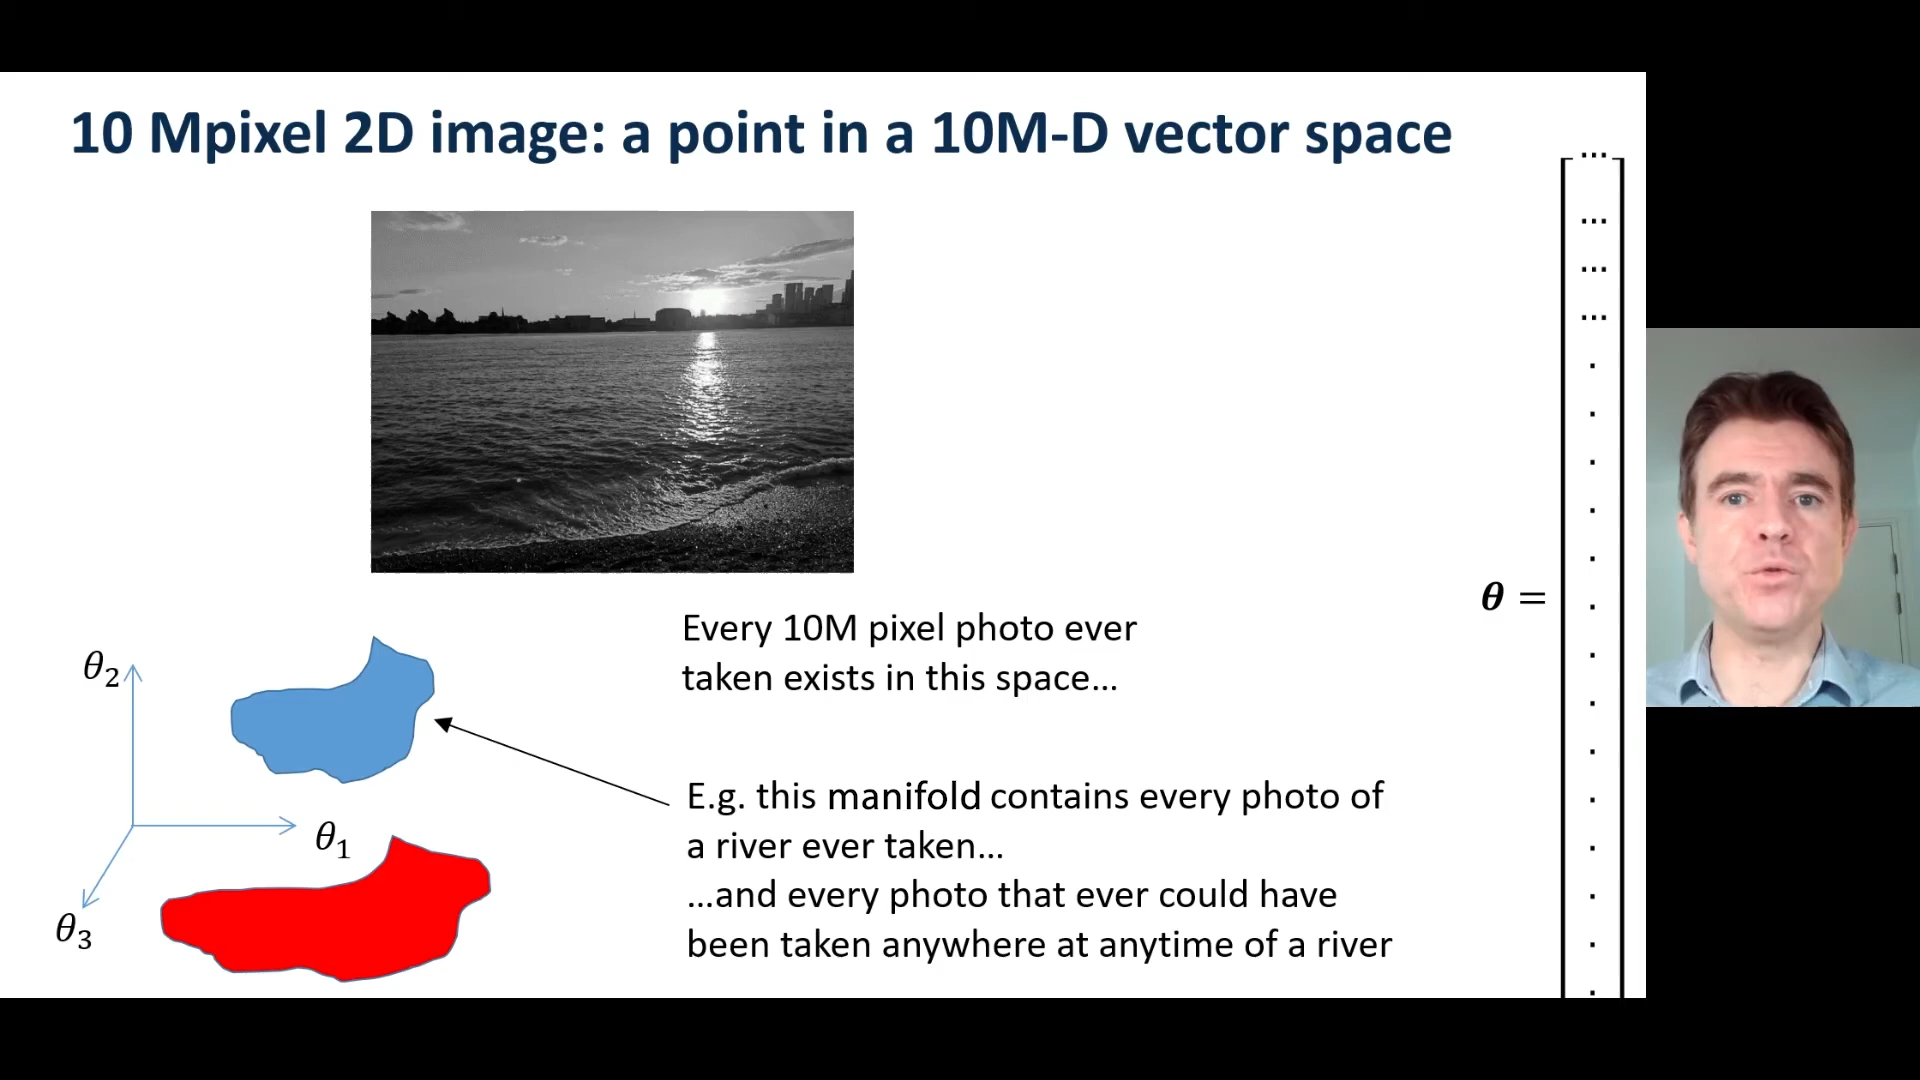 10 Mpixel 2D image: a point in a 10M-D vector space
...
...
...
...
.
.
.
.
.
θ =
.
.
.
.
.
.
.
.
.
Every 10M pixel photo ever
taken exists in this space...
θ₂
θ₁
θ₃
E.g. this manifold contains every photo of
a river ever taken...
...and every photo that ever could have
been taken anywhere at anytime of a river